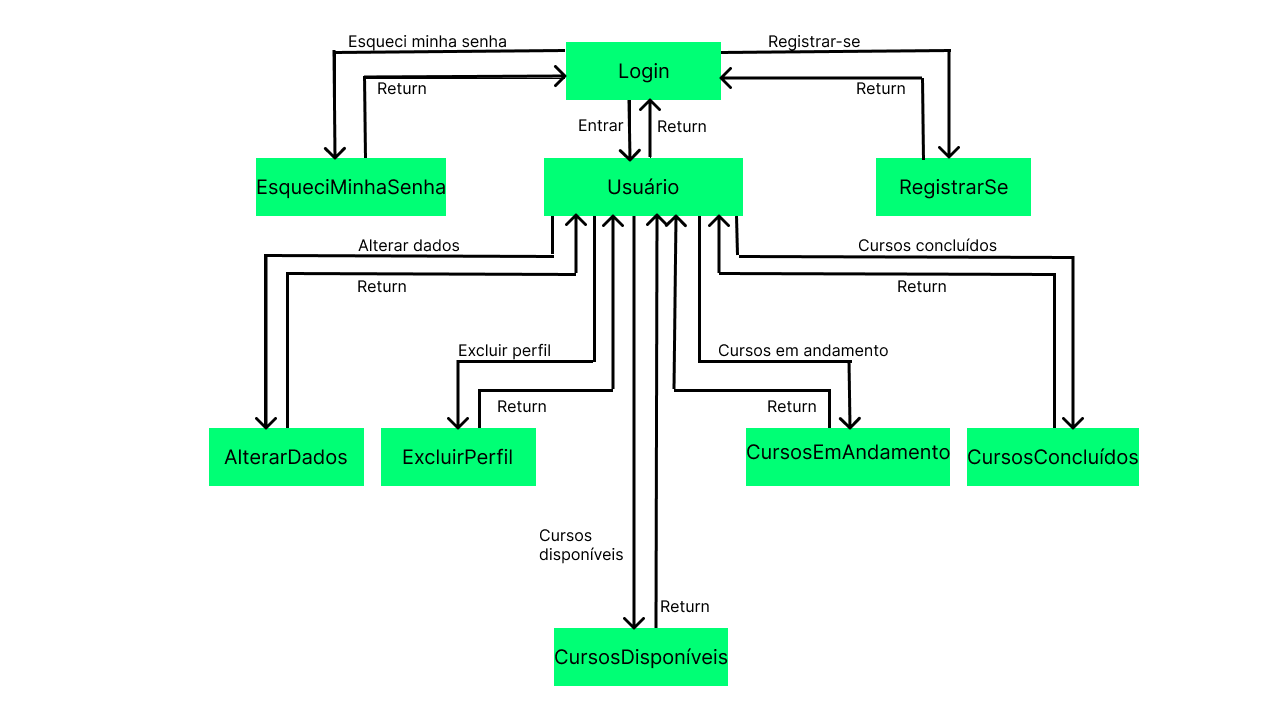 Esqueci minha senha
Registrar-se
Login
Return
Return
Entrar
Return
EsqueciMinhaSenha
Usuário
RegistrarSe
Alterar dados
Cursos concluídos
Return
Return
Excluir perfil
Cursos em andamento
Return
Return
AlterarDados
ExcluirPerfil
CursosEmAndamento
CursosConcluídos
Cursos
disponíveis
Return
CursosDisponíveis